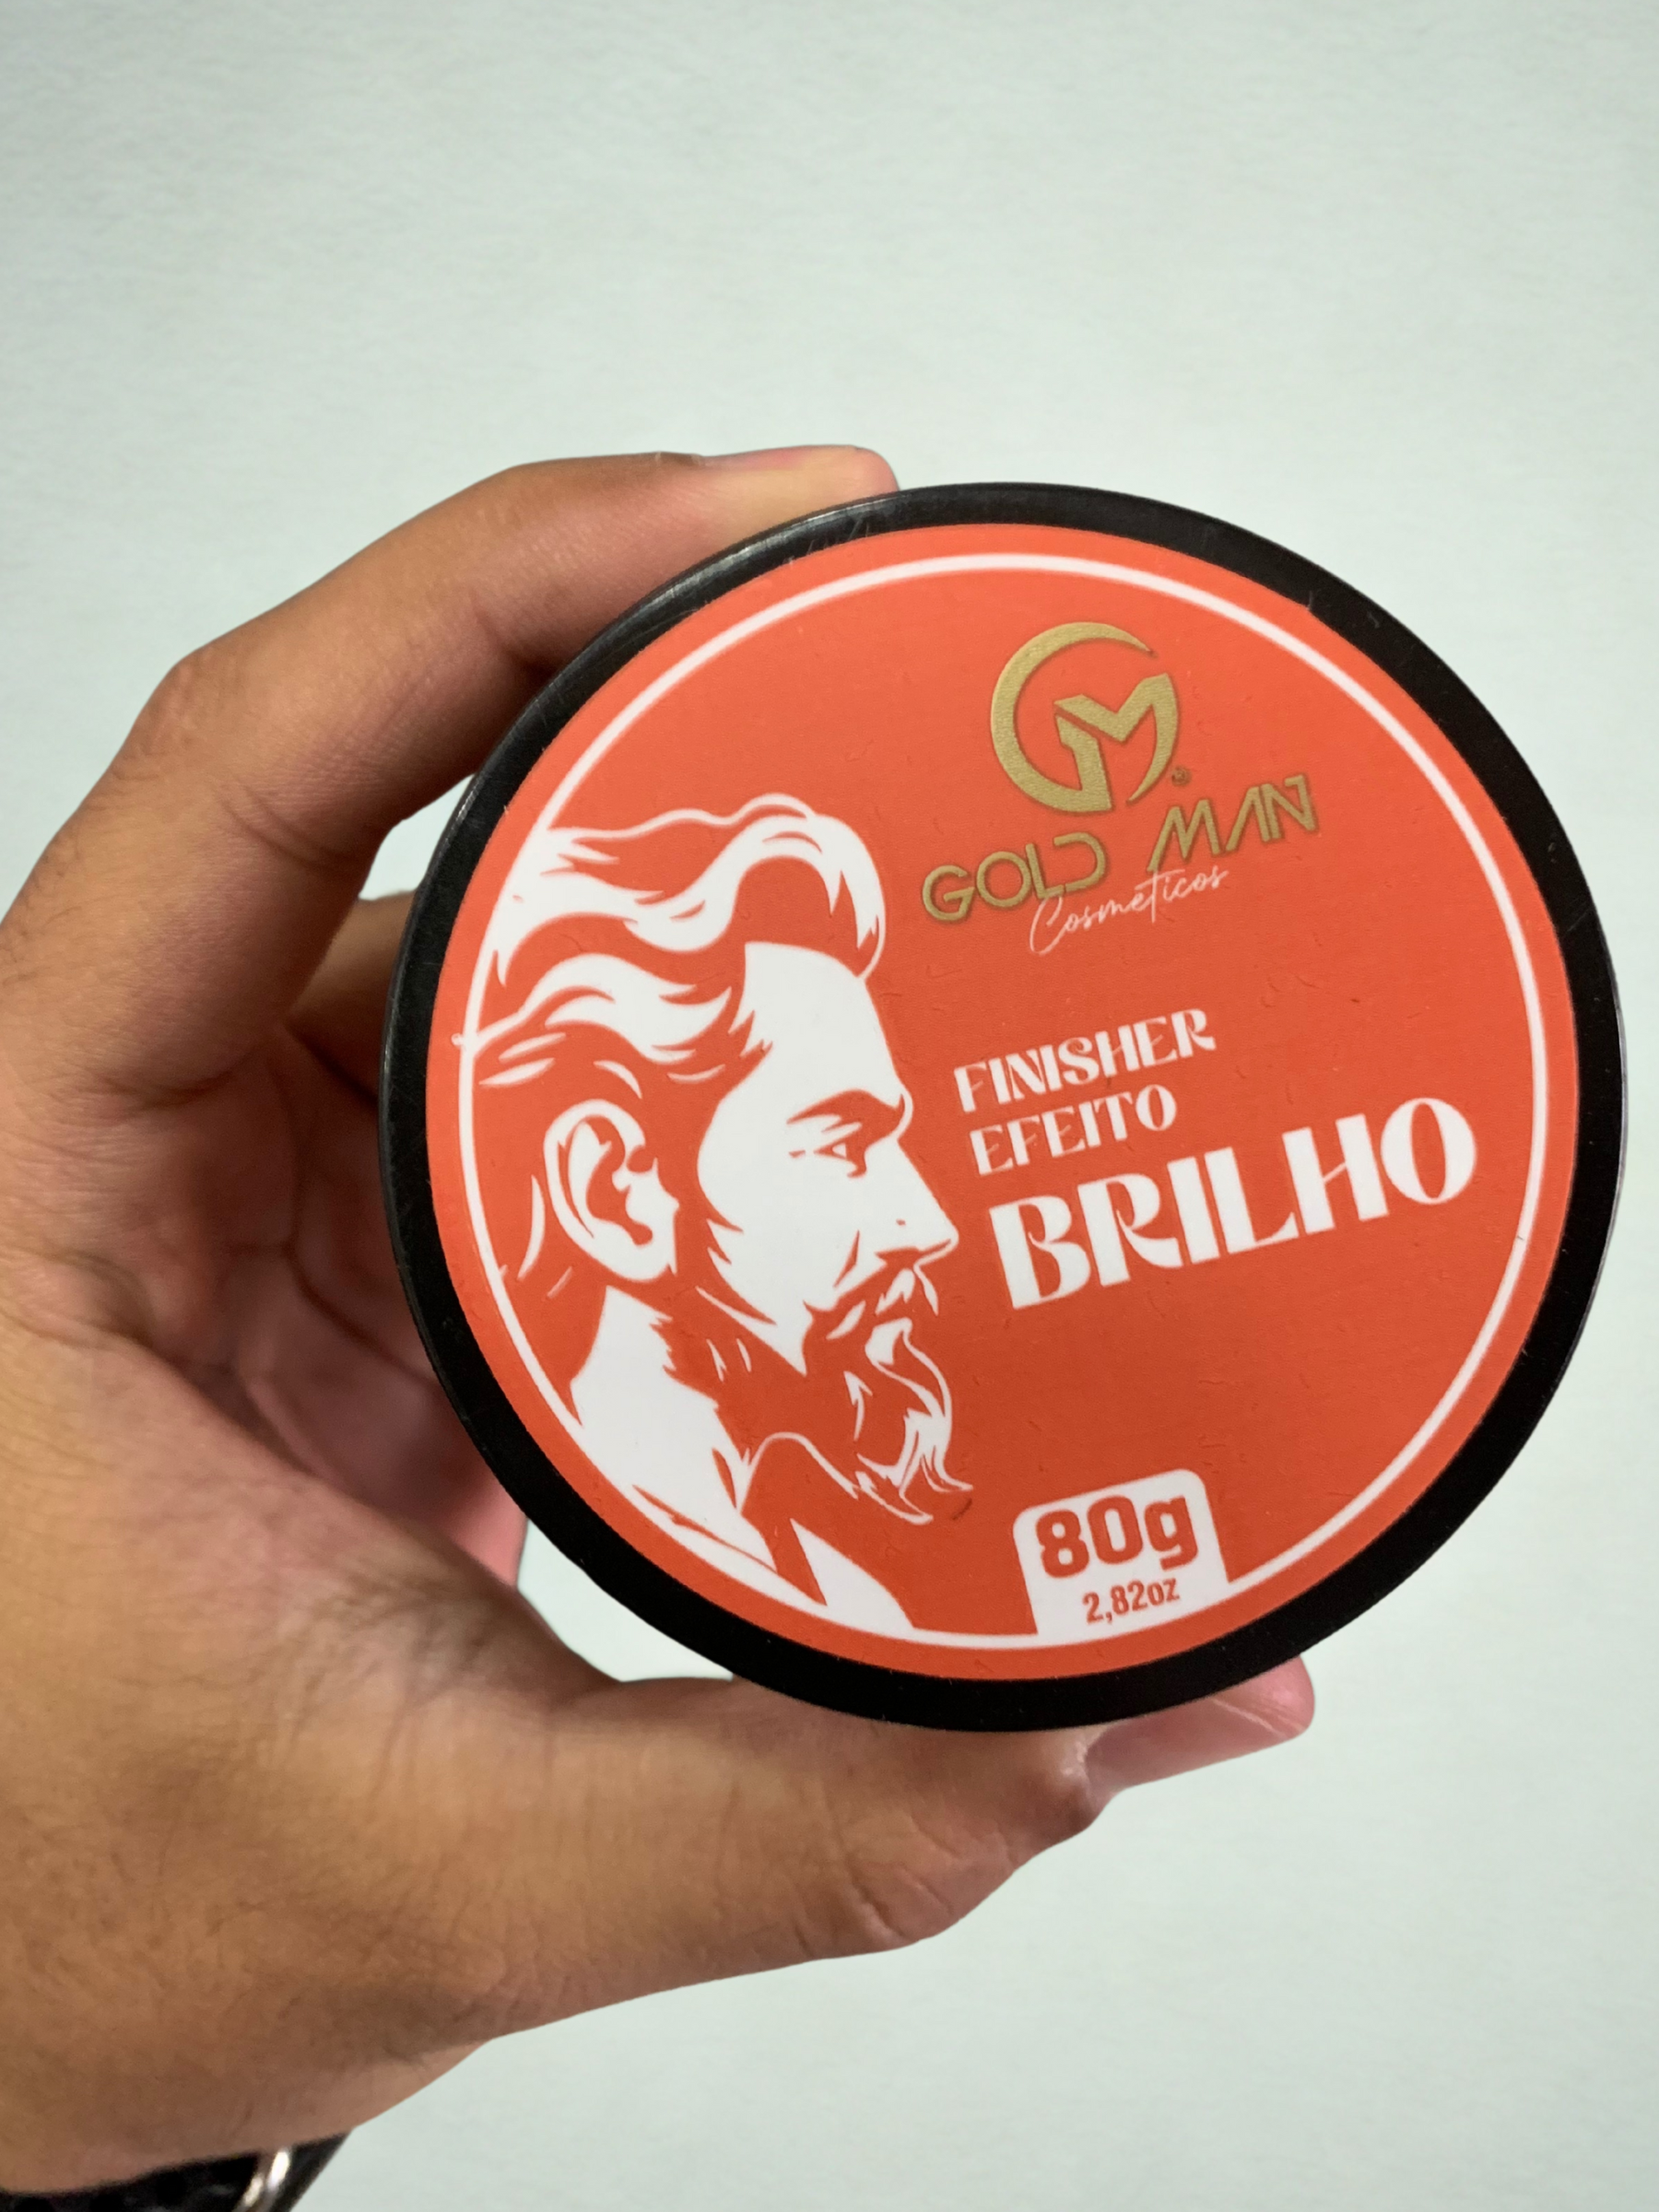 GM
®
GOLD MAN
Cosméticos
FINISHER
EFEITO
BRILHO
80g
2,82oz